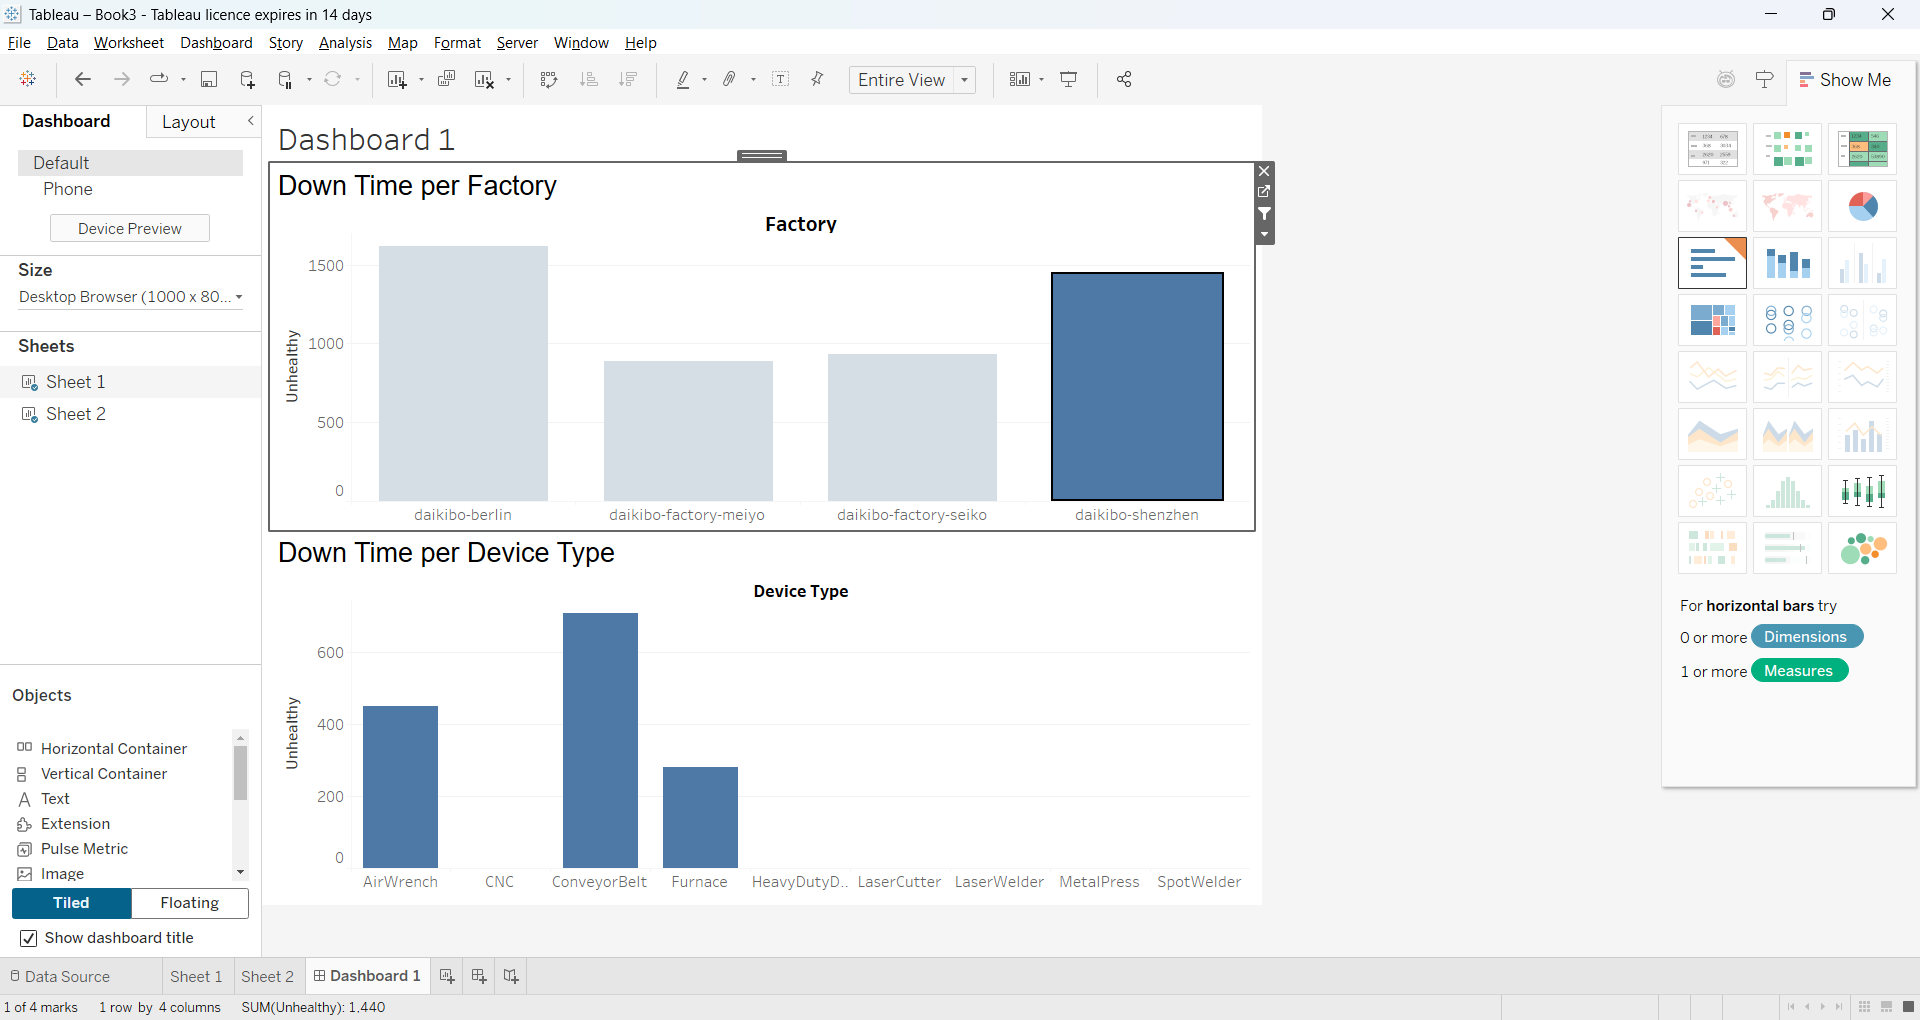 Tableau – Book3 - Tableau licence expires in 14 days
File Data Worksheet Dashboard Story Analysis Map Format Server Window Help
Entire View
Show Me
Dashboard Layout
Default
Phone
Device Preview
Size
Desktop Browser (1000 x 80...
Sheets
Sheet 1
Sheet 2
Objects
Horizontal Container
Vertical Container
Text
Extension
Pulse Metric
Image
Tiled Floating
Show dashboard title
Dashboard 1
Down Time per Factory
Factory
Unhealthy
1500
1000
500
0
daikibo-berlin daikibo-factory-meiyo daikibo-factory-seiko daikibo-shenzhen
Down Time per Device Type
Device Type
Unhealthy
600
400
200
0
AirWrench CNC ConveyorBelt Furnace HeavyDutyD.. LaserCutter LaserWelder MetalPress SpotWelder
For horizontal bars try
0 or more Dimensions
1 or more Measures
Data Source Sheet 1 Sheet 2 Dashboard 1
1 of 4 marks 1 row by 4 columns SUM(Unhealthy): 1,440